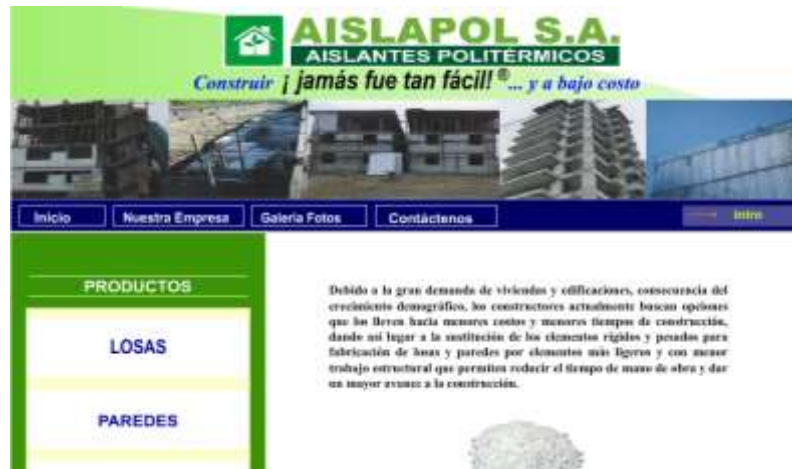 AISLAPOL S.A.
AISLANTES POLITÉRMICOS
Construir ¡ jamás fue tan fácil! ®... y a bajo costo
Inicio Nuestra Empresa Galeria Fotos Contáctenos Intro
PRODUCTOS
LOSAS
PAREDES
Debido a la gran demanda de viviendas y edificaciones, consecuencia del
crecimiento demográfico, los constructores actualmente buscan opciones
que los lleven hacia menores costos y menores tiempos de construcción,
dando así lugar a la sustitución de los elementos rígidos y pesados para
fabricación de losas y paredes por elementos más ligeros y con menor
trabajo estructural que permiten reducir el tiempo de mano de obra y dar
un mayor avance a la construcción.